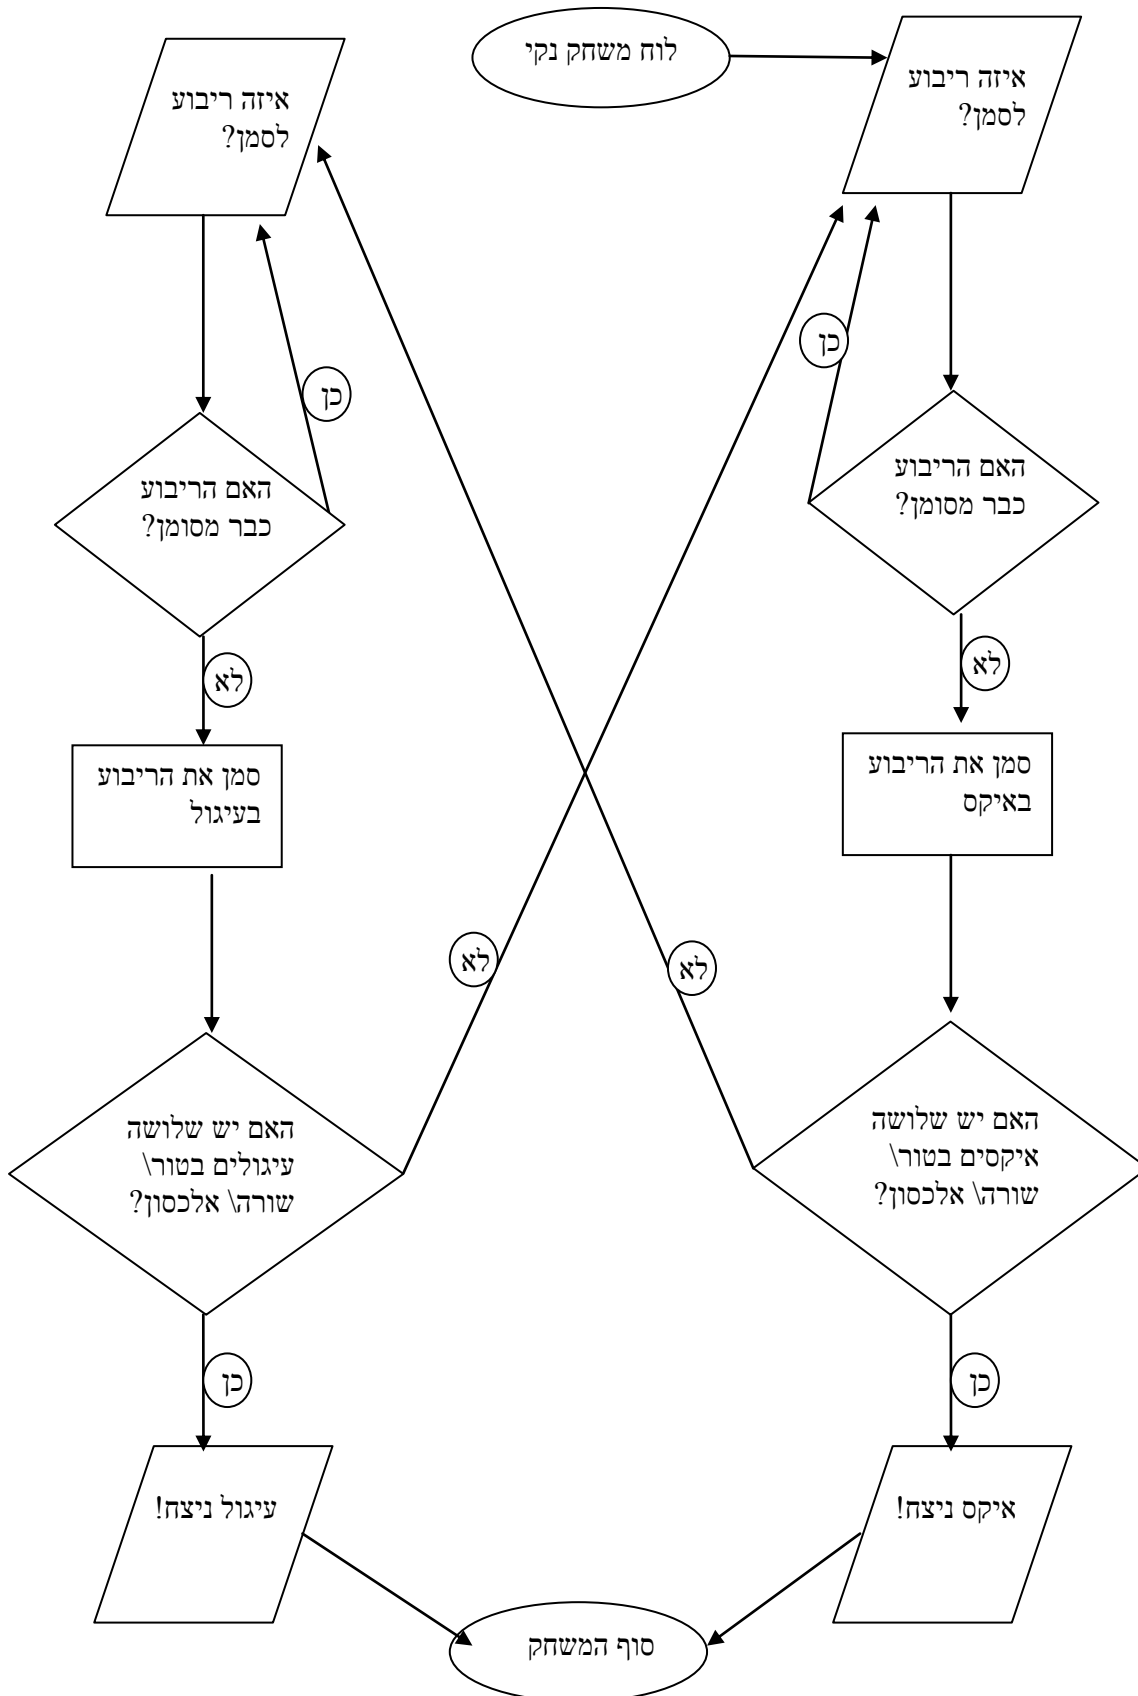 לוח משחק נקי
איזה ריבוע
לסמן?
כן
האם הריבוע
כבר מסומן?
לא
סמן את הריבוע
באיקס
לא
האם יש שלושה
איקסים בטור\
שורה\ אלכסון?
כן
איקס ניצח!
איזה ריבוע
לסמן?
כן
האם הריבוע
כבר מסומן?
לא
סמן את הריבוע
בעיגול
לא
האם יש שלושה
עיגולים בטור\
שורה\ אלכסון?
כן
עיגול ניצח!
סוף המשחק